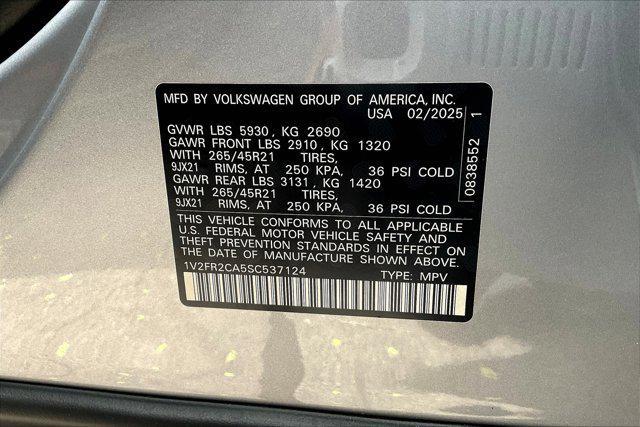 MFD BY VOLKSWAGEN GROUP OF AMERICA, INC.
USA 02/2025
GVWR LBS 5930, KG 2690
GAWR FRONT LBS 2910, KG 1320
WITH 265/45R21 TIRES,
9JX21 RIMS, AT 250 KPA, 36 PSI COLD
GAWR REAR LBS 3131, KG 1420
WITH 265/45R21 TIRES,
9JX21 RIMS, AT 250 KPA, 36 PSI COLD
THIS VEHICLE CONFORMS TO ALL APPLICABLE
U.S. FEDERAL MOTOR VEHICLE SAFETY AND
THEFT PREVENTION STANDARDS IN EFFECT ON
THE DATE OF MANUFACTURE SHOWN ABOVE.
1V2FR2CA5SC537124 TYPE: MPV
0838552 1